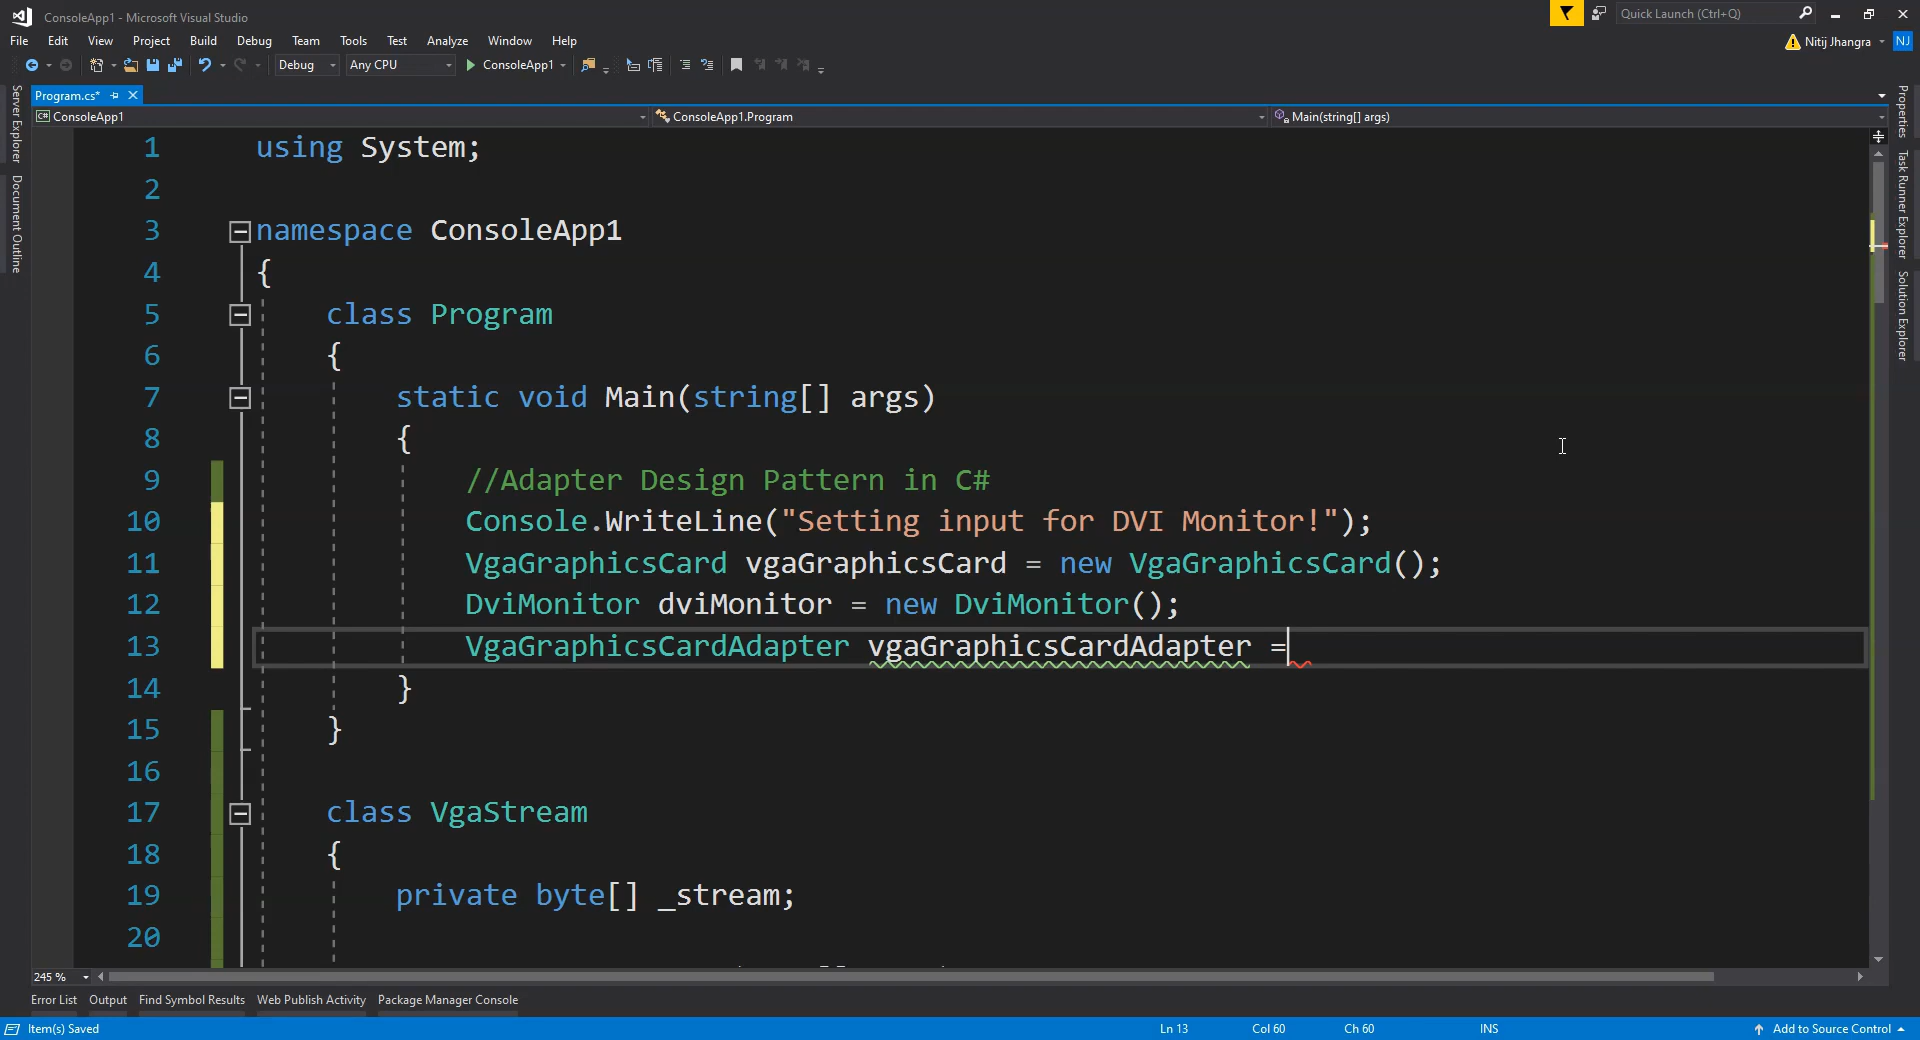 ConsoleApp1 - Microsoft Visual Studio
Quick Launch (Ctrl+Q)
File Edit View Project Build Debug Team Tools Test Analyze Window Help
Nitij Jhangra NJ
Debug Any CPU ConsoleApp1
Program.cs*
C# ConsoleApp1 ConsoleApp1.Program Main(string[] args)
Server Explorer
Document Outline
Properties
Task Runner Explorer
Solution Explorer
1 using System;
2
3 namespace ConsoleApp1
4 {
5 class Program
6 {
7 static void Main(string[] args)
8 {
9 //Adapter Design Pattern in C#
10 Console.WriteLine("Setting input for DVI Monitor!");
11 VgaGraphicsCard vgaGraphicsCard = new VgaGraphicsCard();
12 DviMonitor dviMonitor = new DviMonitor();
13 VgaGraphicsCardAdapter vgaGraphicsCardAdapter =
14 }
15 }
16
17 class VgaStream
18 {
19 private byte[] _stream;
20
245 %
Error List Output Find Symbol Results Web Publish Activity Package Manager Console
Item(s) Saved Ln 13 Col 60 Ch 60 INS Add to Source Control